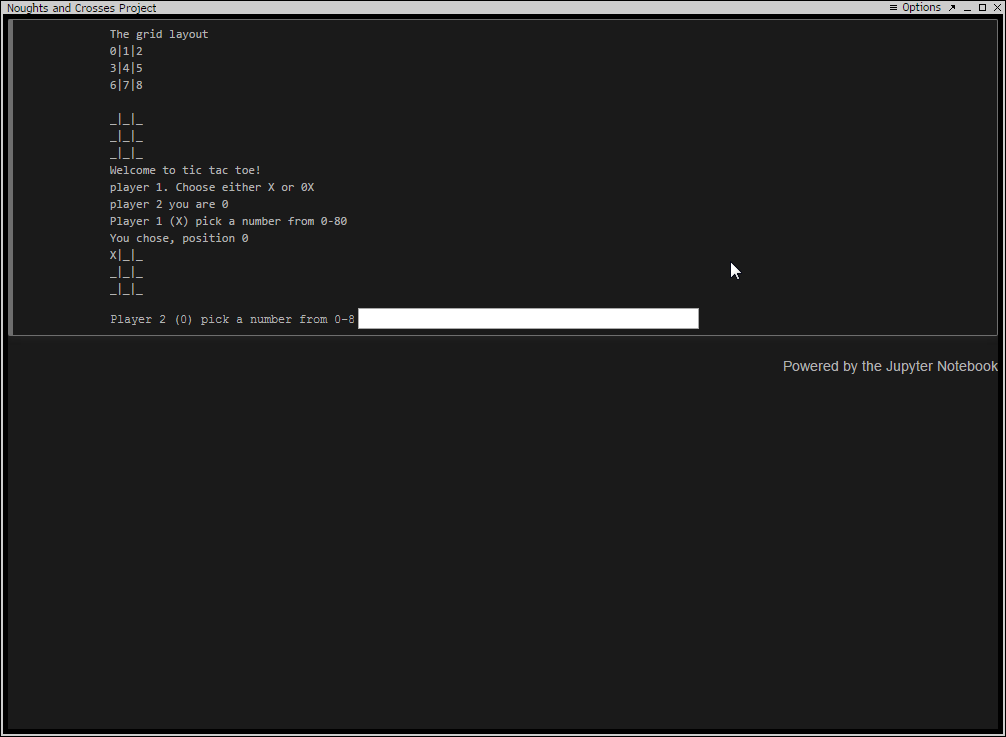 Noughts and Crosses Project
≡ Options
The grid layout
0|1|2
3|4|5
6|7|8
_|_|_
_|_|_
_|_|_
Welcome to tic tac toe!
player 1. Choose either X or 0X
player 2 you are 0
Player 1 (X) pick a number from 0-80
You chose, position 0
X|_|_
_|_|_
_|_|_
Player 2 (0) pick a number from 0-8
Powered by the Jupyter Notebook